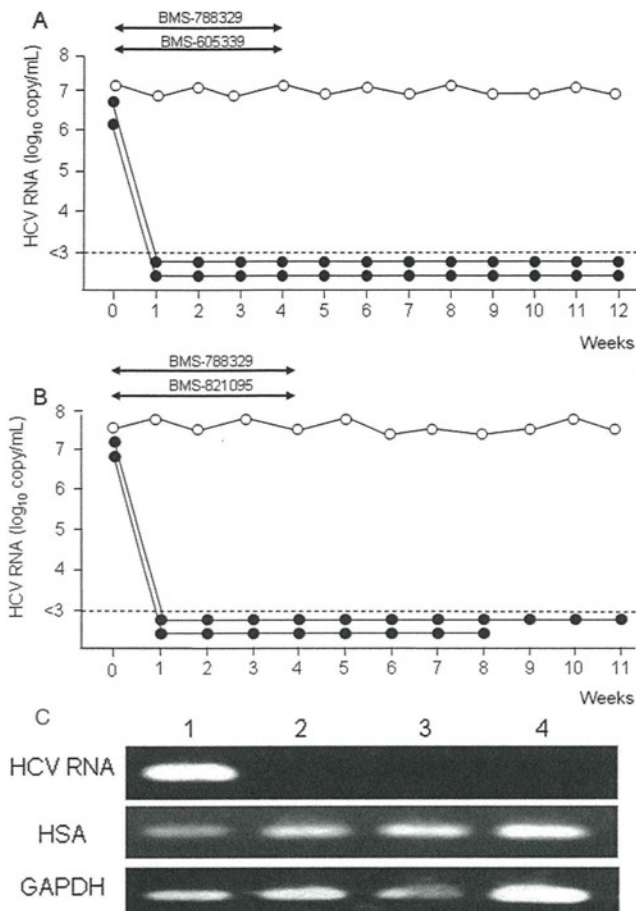 A
BMS-788329
BMS-605339
HCV RNA (log10 copy/mL)
8
7
6
5
4
<3
0 1 2 3 4 5 6 7 8 9 10 11 12
Weeks
B
BMS-788329
BMS-821095
HCV RNA (log10 copy/mL)
8
7
6
5
4
<3
0 1 2 3 4 5 6 7 8 9 10 11
Weeks
C
1 2 3 4
HCV RNA
HSA
GAPDH